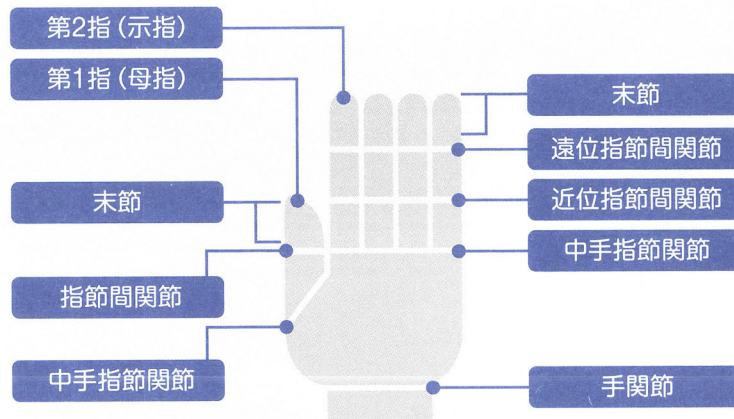 第2指（示指）
第1指（母指）
末節
指節間関節
中手指節関節
末節
遠位指節間関節
近位指節間関節
中手指節関節
手関節